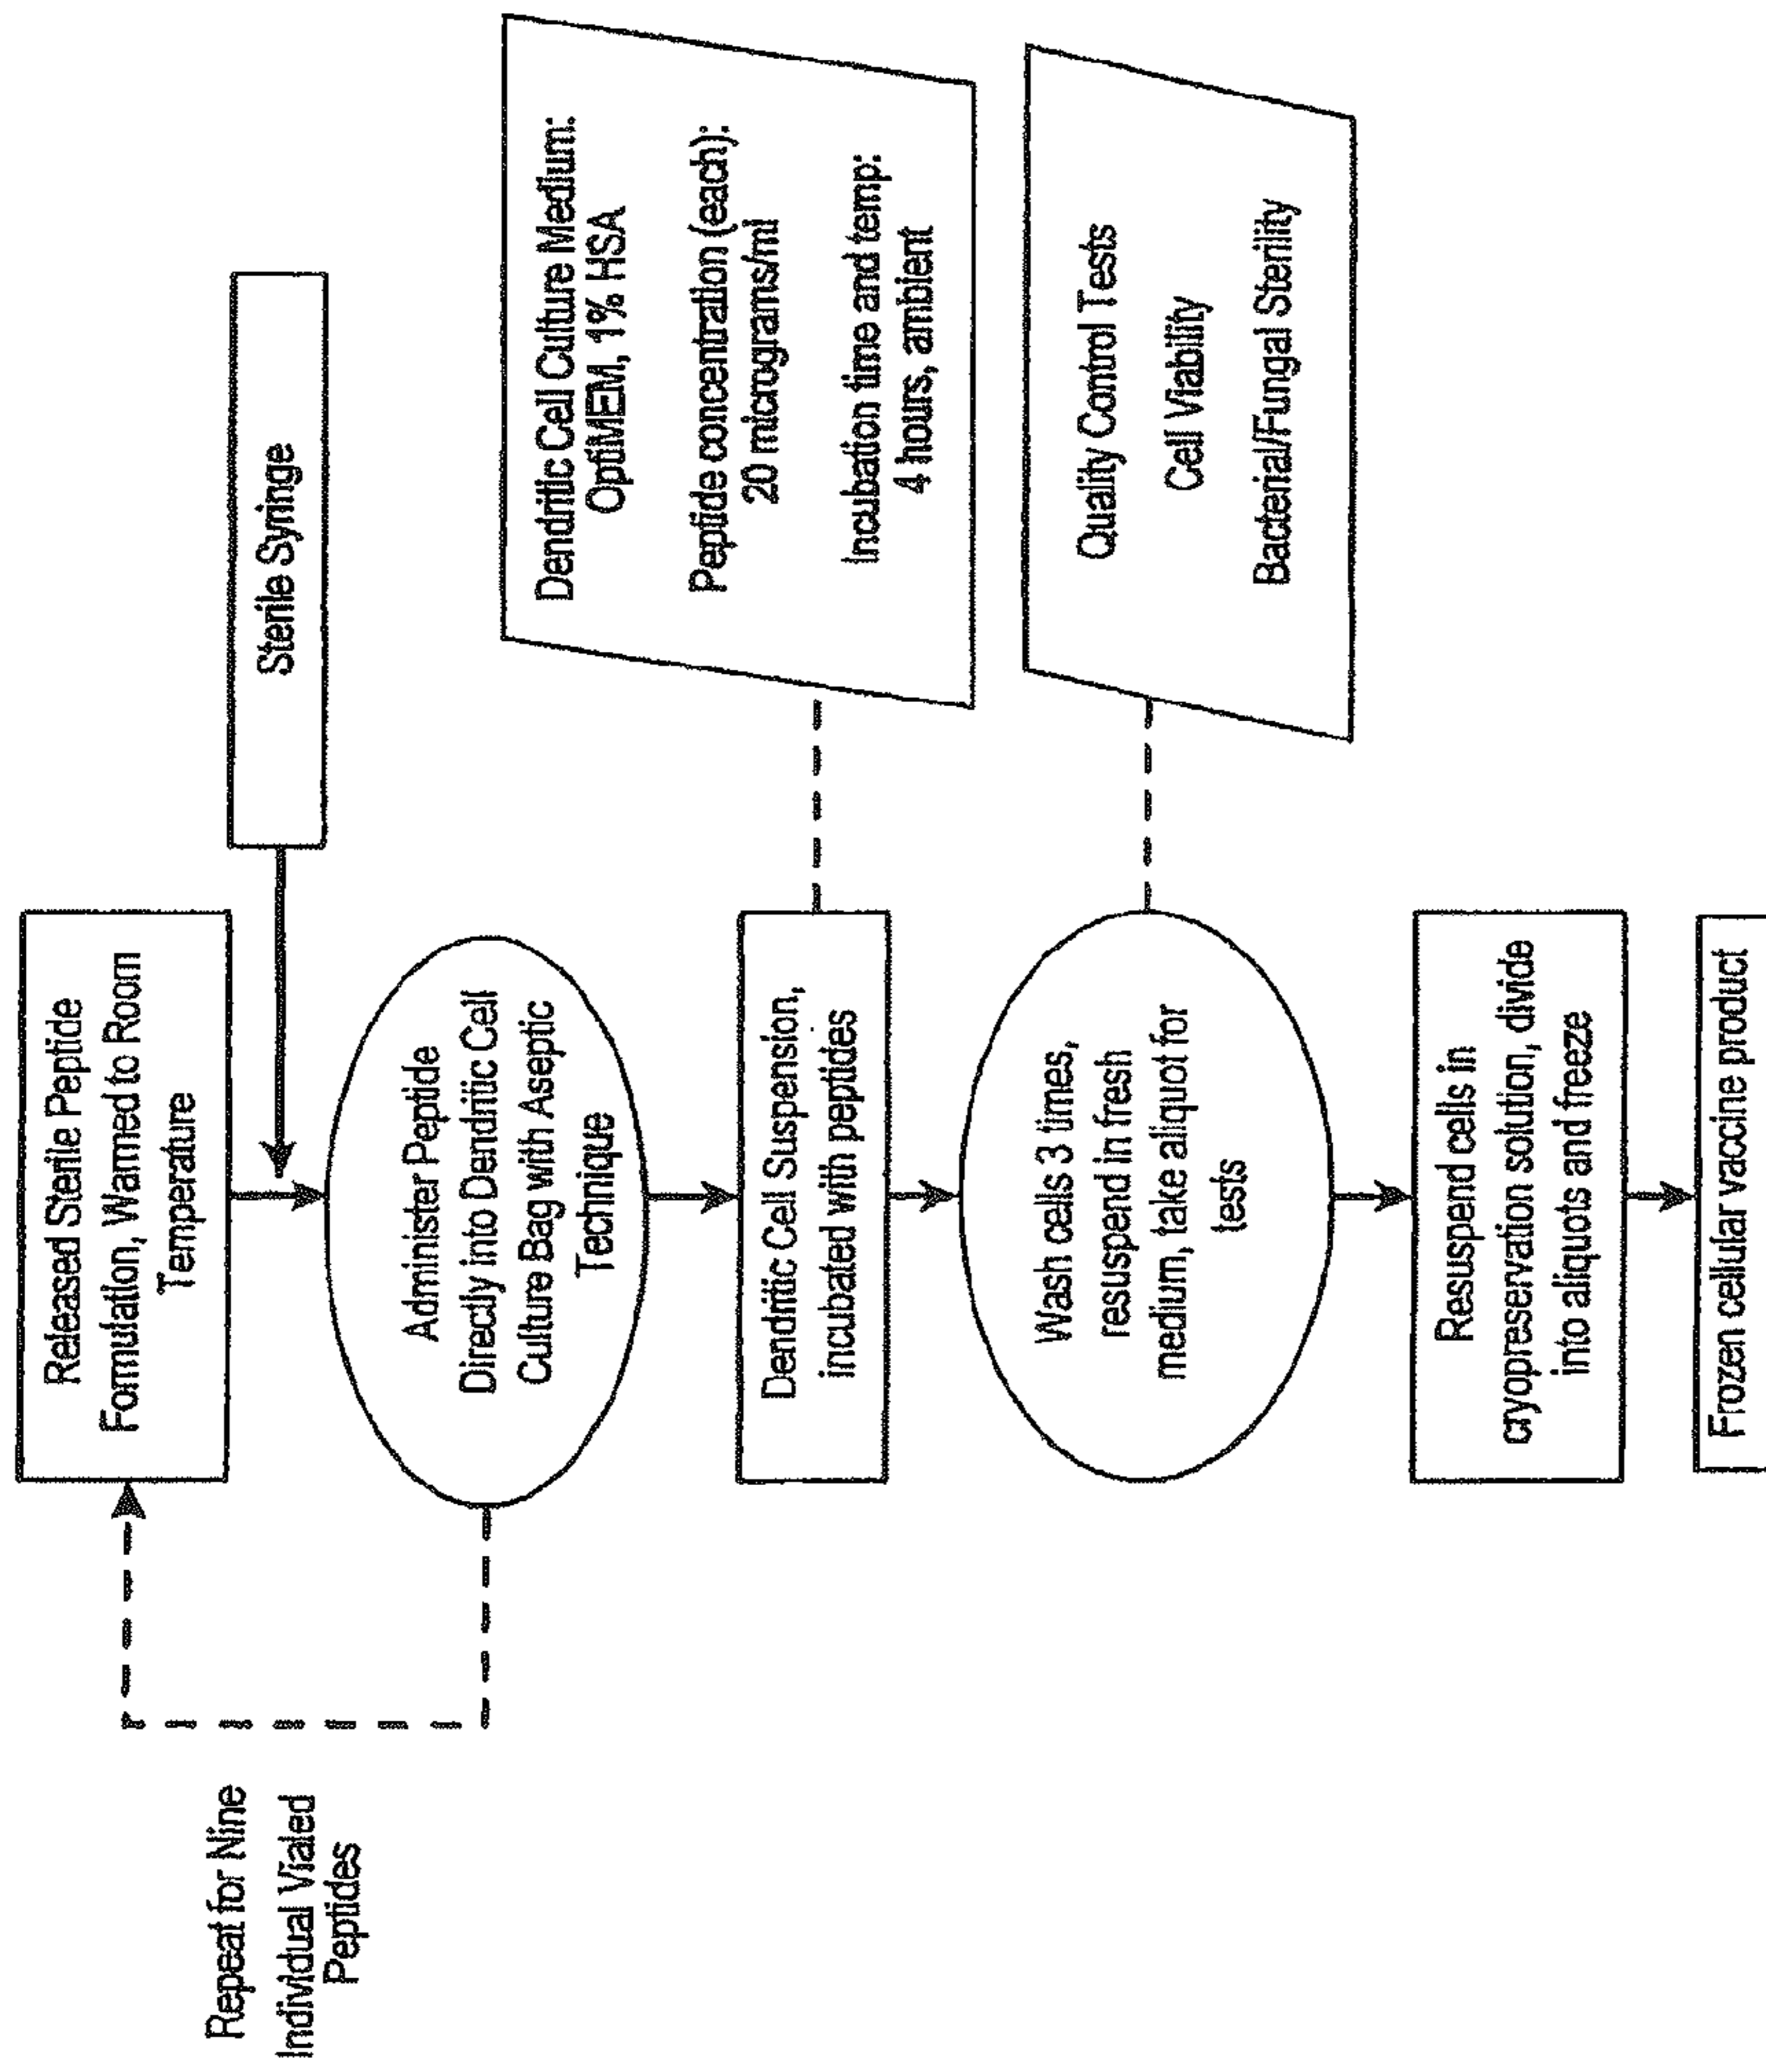 Repeat for Nine
Individual Vialed
Peptides
Released Sterile Peptide
Formulation, Warmed to Room
Temperature
Sterile Syringe
Administer Peptide
Directly into Dendritic Cell
Culture Bag with Aseptic
Technique
Dendritic Cell Suspension,
incubated with peptides
Dendritic Cell Culture Medium:
OptiMEM, 1% HSA
Peptide concentration (each):
20 micrograms/ml
Incubation time and temp:
4 hours, ambient
Wash cells 3 times,
resuspend in fresh
medium, take aliquot for
tests
Quality Control Tests
Cell Viability
Bacterial/Fungal Sterility
Resuspend cells in
cryopreservation solution, divide
into aliquots and freeze
Frozen cellular vaccine product